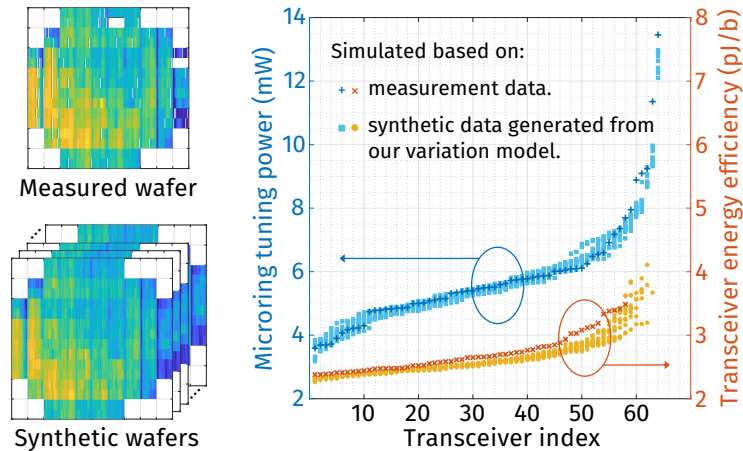 Measured wafer
Synthetic wafers
Microring tuning power (mW)
14
12
10
8
6
4
2
Simulated based on:
measurement data.
synthetic data generated from
our variation model.
10
20
30
40
50
60
Transceiver index
8
7
6
5
4
3
2
Transceiver energy efficiency (pJ/b)